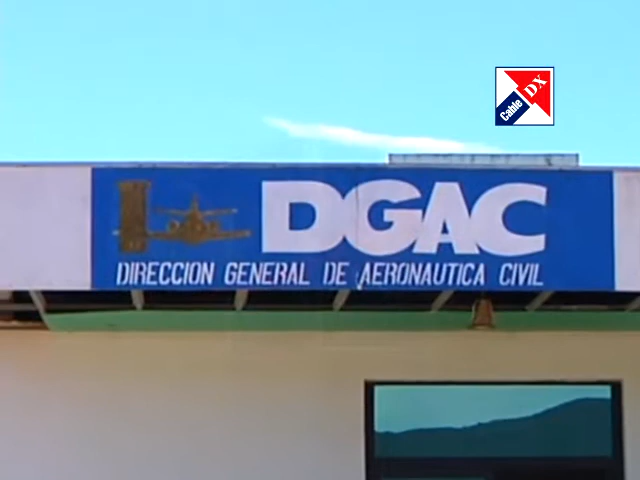 Cable DX
DGAC
DIRECCION GENERAL DE AERONAUTICA CIVIL